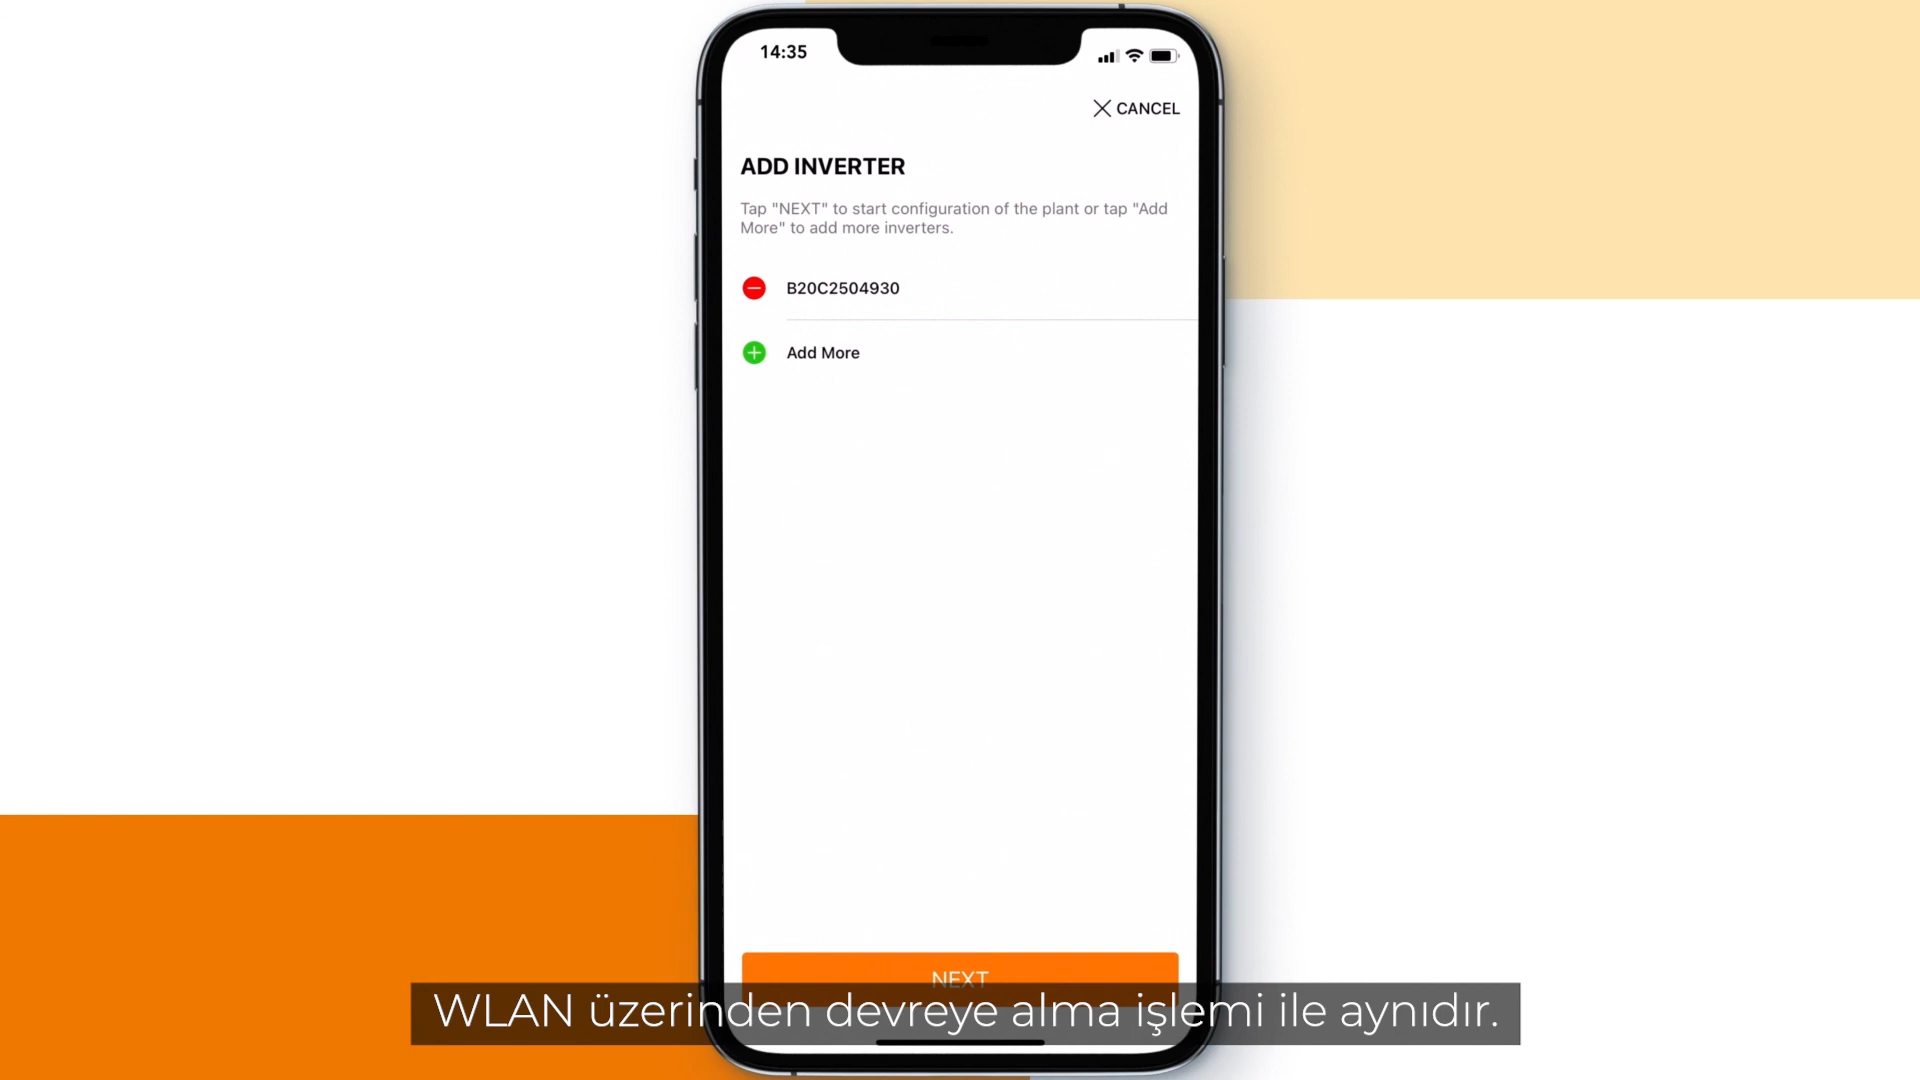 14:35
CANCEL
ADD INVERTER
Tap "NEXT" to start configuration of the plant or tap "Add
More" to add more inverters.
B20C2504930
Add More
NEXT
WLAN üzerinden devreye alma işlemi ile aynıdır.